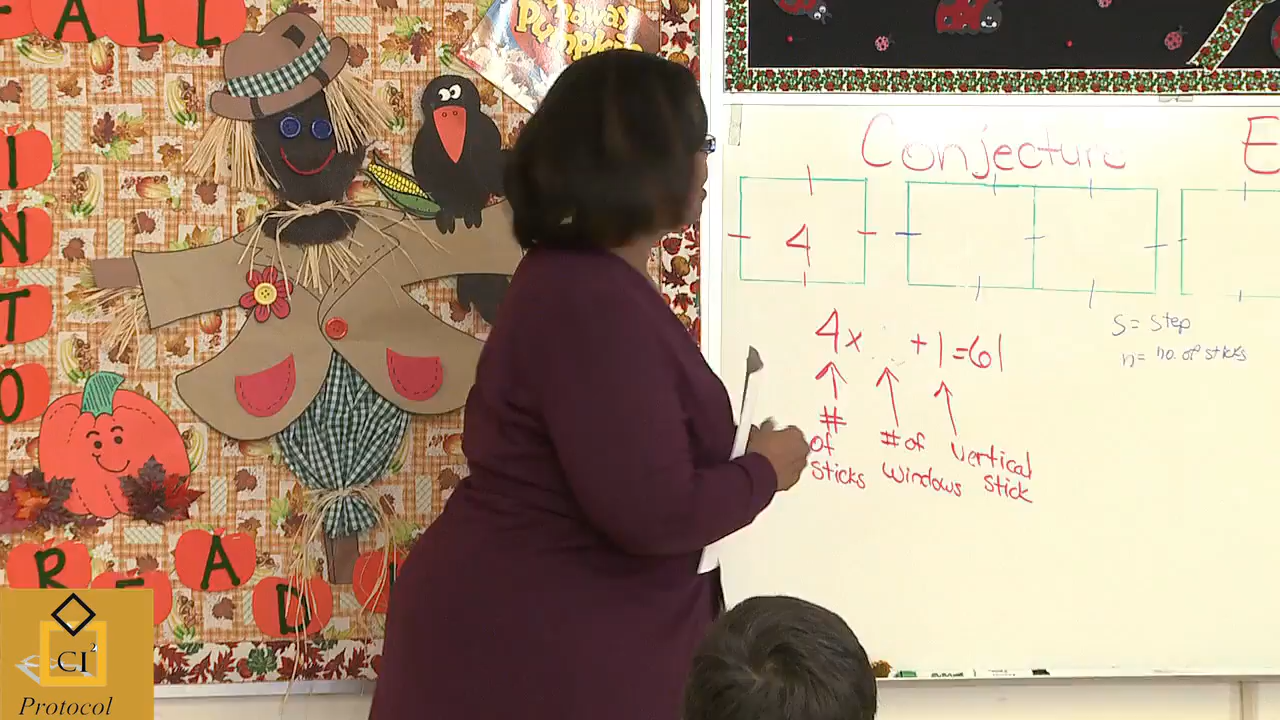 FALL
INTO
READ
Runaway
Pumpkin
Conjecture
E
4
4x +1=61
#
of
Sticks
# of
windows
Vertical
Stick
S= Step
n= no. of sticks
CI²
Protocol